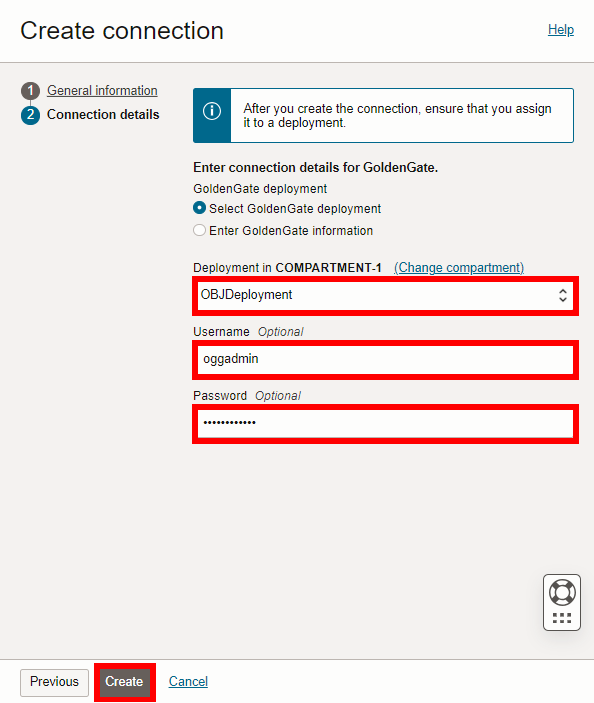 Create connection
Help
1 General information
2 Connection details
After you create the connection, ensure that you assign
it to a deployment.
Enter connection details for GoldenGate.
GoldenGate deployment
Select GoldenGate deployment
Enter GoldenGate information
Deployment in COMPARTMENT-1 (Change compartment)
OBJDeployment
Username Optional
oggadmin
Password Optional
••••••••••••
Previous
Create
Cancel